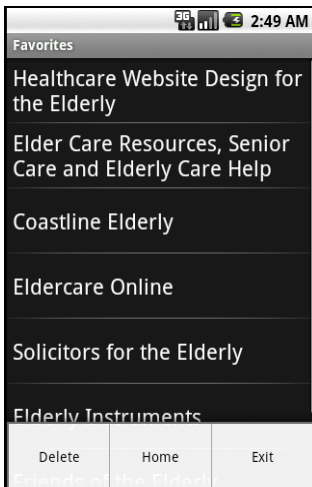 3G 2:49 AM
Favorites
Healthcare Website Design for
the Elderly
Elder Care Resources, Senior
Care and Elderly Care Help
Coastline Elderly
Eldercare Online
Solicitors for the Elderly
Elderly Instruments
Delete Home Exit
Friends of the Elderly